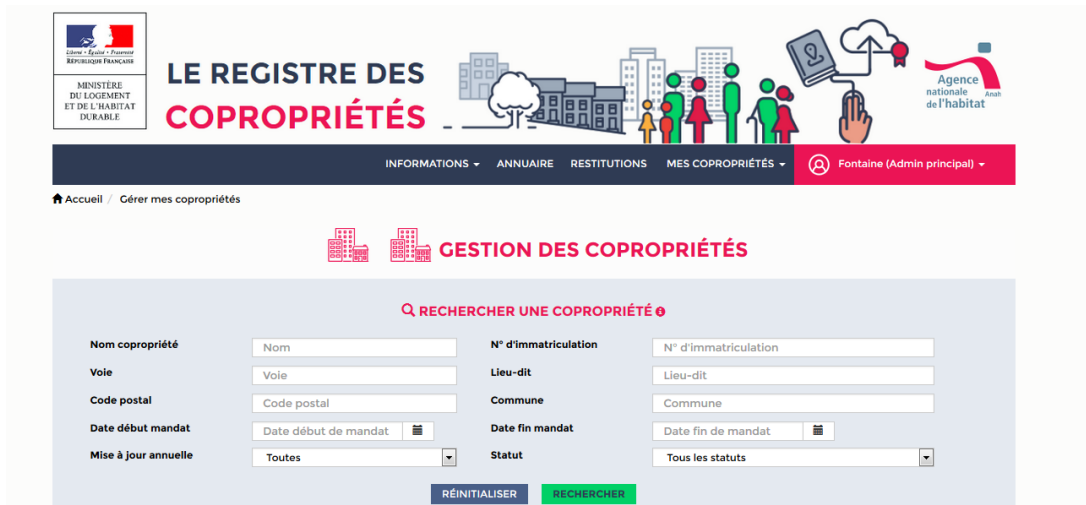 Liberté • Égalité • Fraternité
RÉPUBLIQUE FRANÇAISE
MINISTÈRE
DU LOGEMENT
ET DE L'HABITAT
DURABLE
LE REGISTRE DES
COPROPRIÉTÉS
Agence
nationale
de l'habitat
Anah
INFORMATIONS ANNUAIRE RESTITUTIONS MES COPROPRIÉTÉS Fontaine (Admin principal)
Accueil / Gérer mes copropriétés
GESTION DES COPROPRIÉTÉS
RECHERCHER UNE COPROPRIÉTÉ
Nom copropriété Nom N° d'immatriculation N° d'immatriculation
Voie Voie Lieu-dit Lieu-dit
Code postal Code postal Commune Commune
Date début mandat Date début de mandat Date fin mandat Date fin de mandat
Mise à jour annuelle Toutes Statut Tous les statuts
RÉINITIALISER RECHERCHER